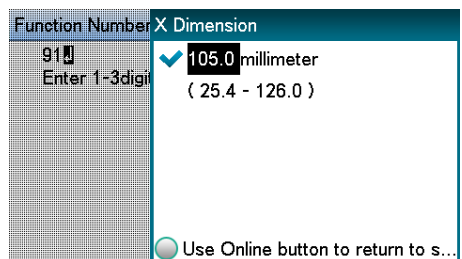 Function Number
X Dimension
91
Enter 1-3digit
105.0 millimeter
( 25.4 - 126.0 )
Use Online button to return to s...